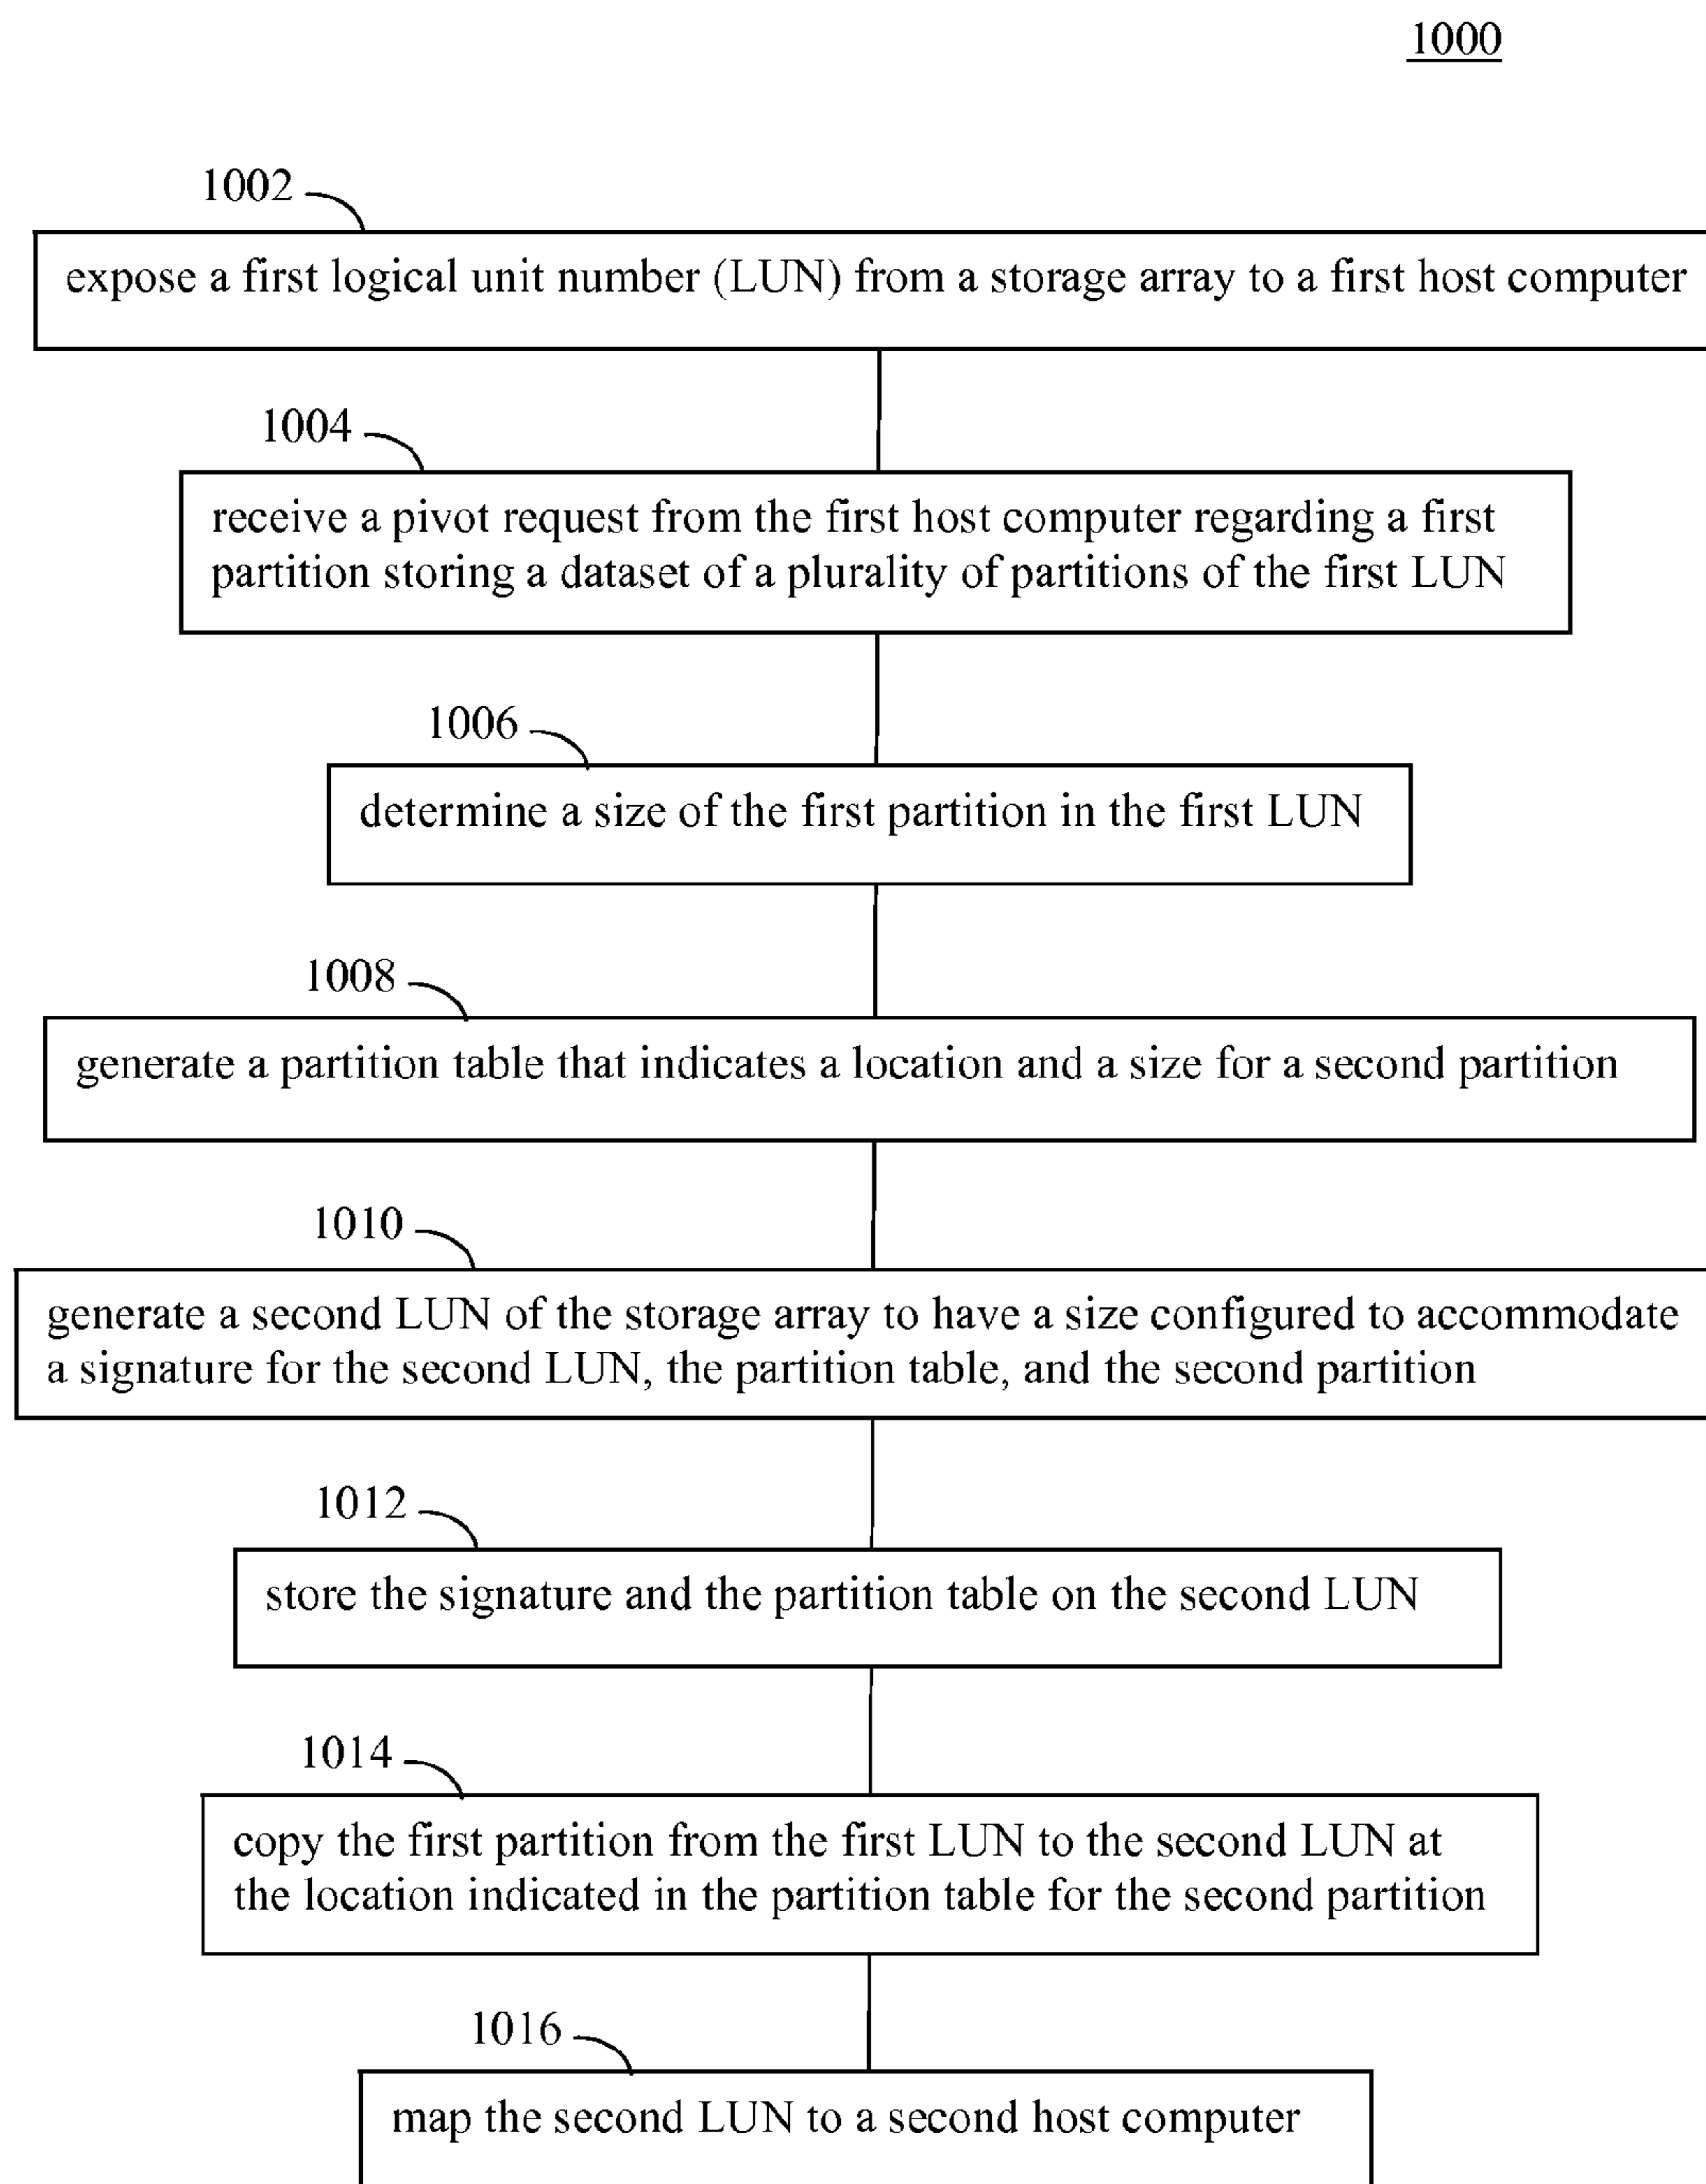 1000
1002
expose a first logical unit number (LUN) from a storage array to a first host computer
1004
receive a pivot request from the first host computer regarding a first
partition storing a dataset of a plurality of partitions of the first LUN
1006
determine a size of the first partition in the first LUN
1008
generate a partition table that indicates a location and a size for a second partition
1010
generate a second LUN of the storage array to have a size configured to accommodate
a signature for the second LUN, the partition table, and the second partition
1012
store the signature and the partition table on the second LUN
1014
copy the first partition from the first LUN to the second LUN at
the location indicated in the partition table for the second partition
1016
map the second LUN to a second host computer